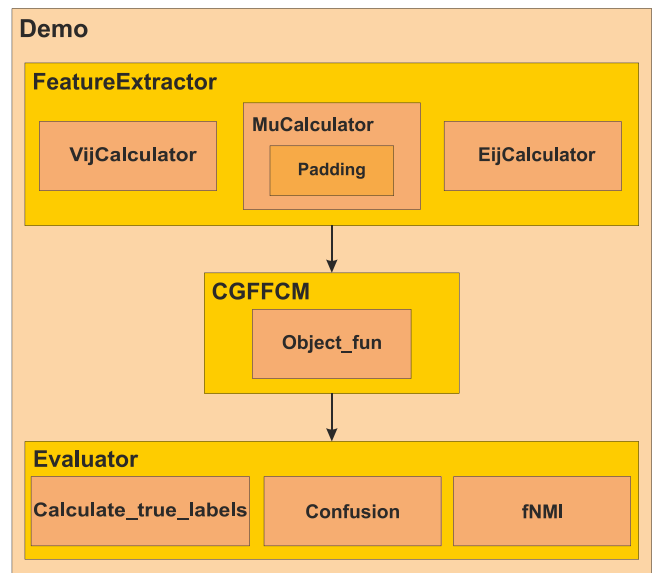 Demo
FeatureExtractor
VijCalculator
MuCalculator
Padding
EijCalculator
CGFFCM
Object_fun
Evaluator
Calculate_true_labels
Confusion
fNMI